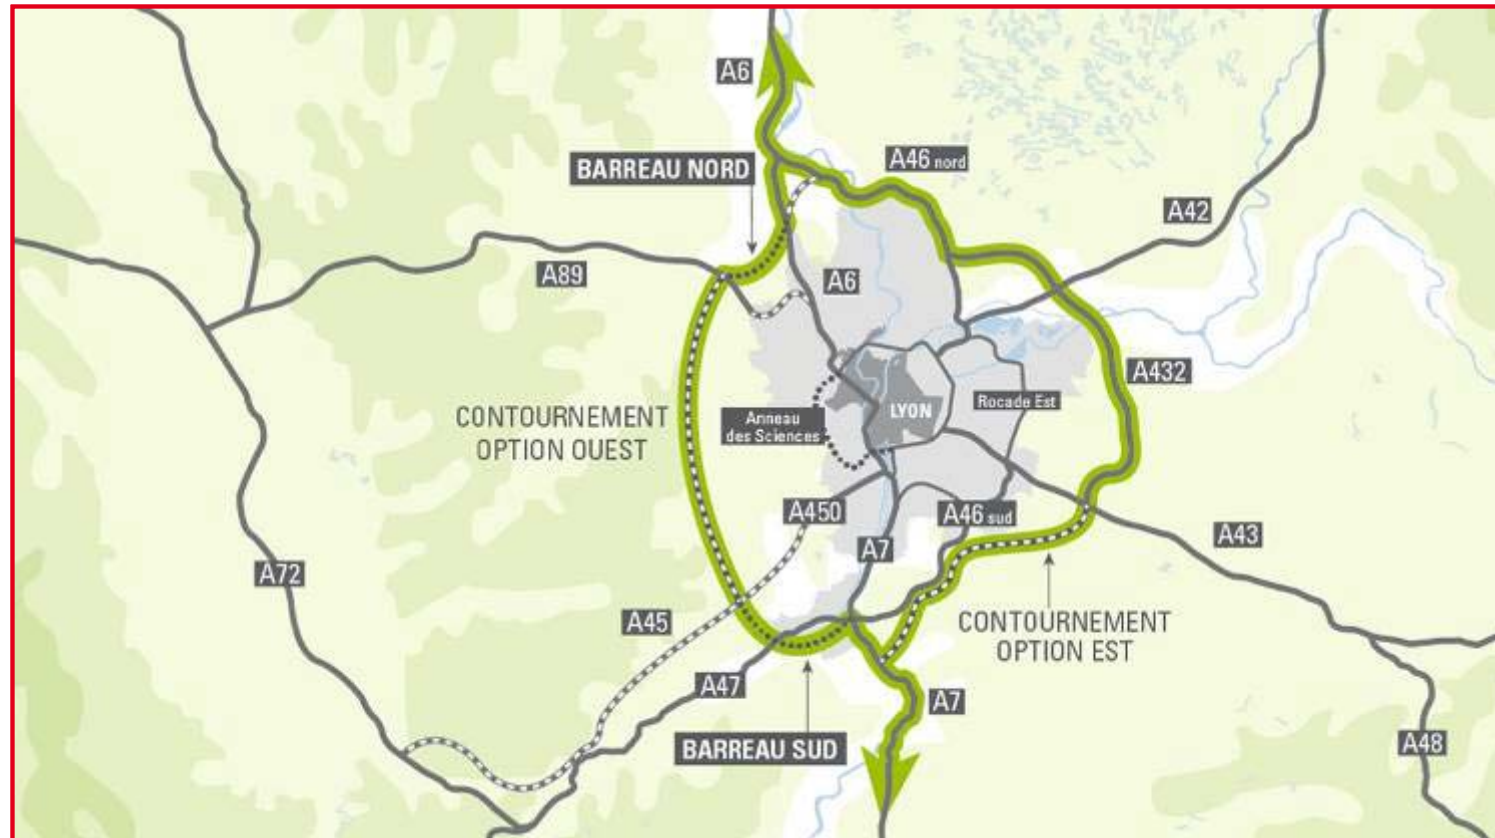 A6
A46 nord
BARREAU NORD
A42
A89
A6
A432
CONTOURNEMENT
OPTION OUEST
Anneau
des Sciences
LYON
Rocade Est
A450
A46 sud
A43
A7
A72
A45
CONTOURNEMENT
OPTION EST
A47
A7
BARREAU SUD
A48